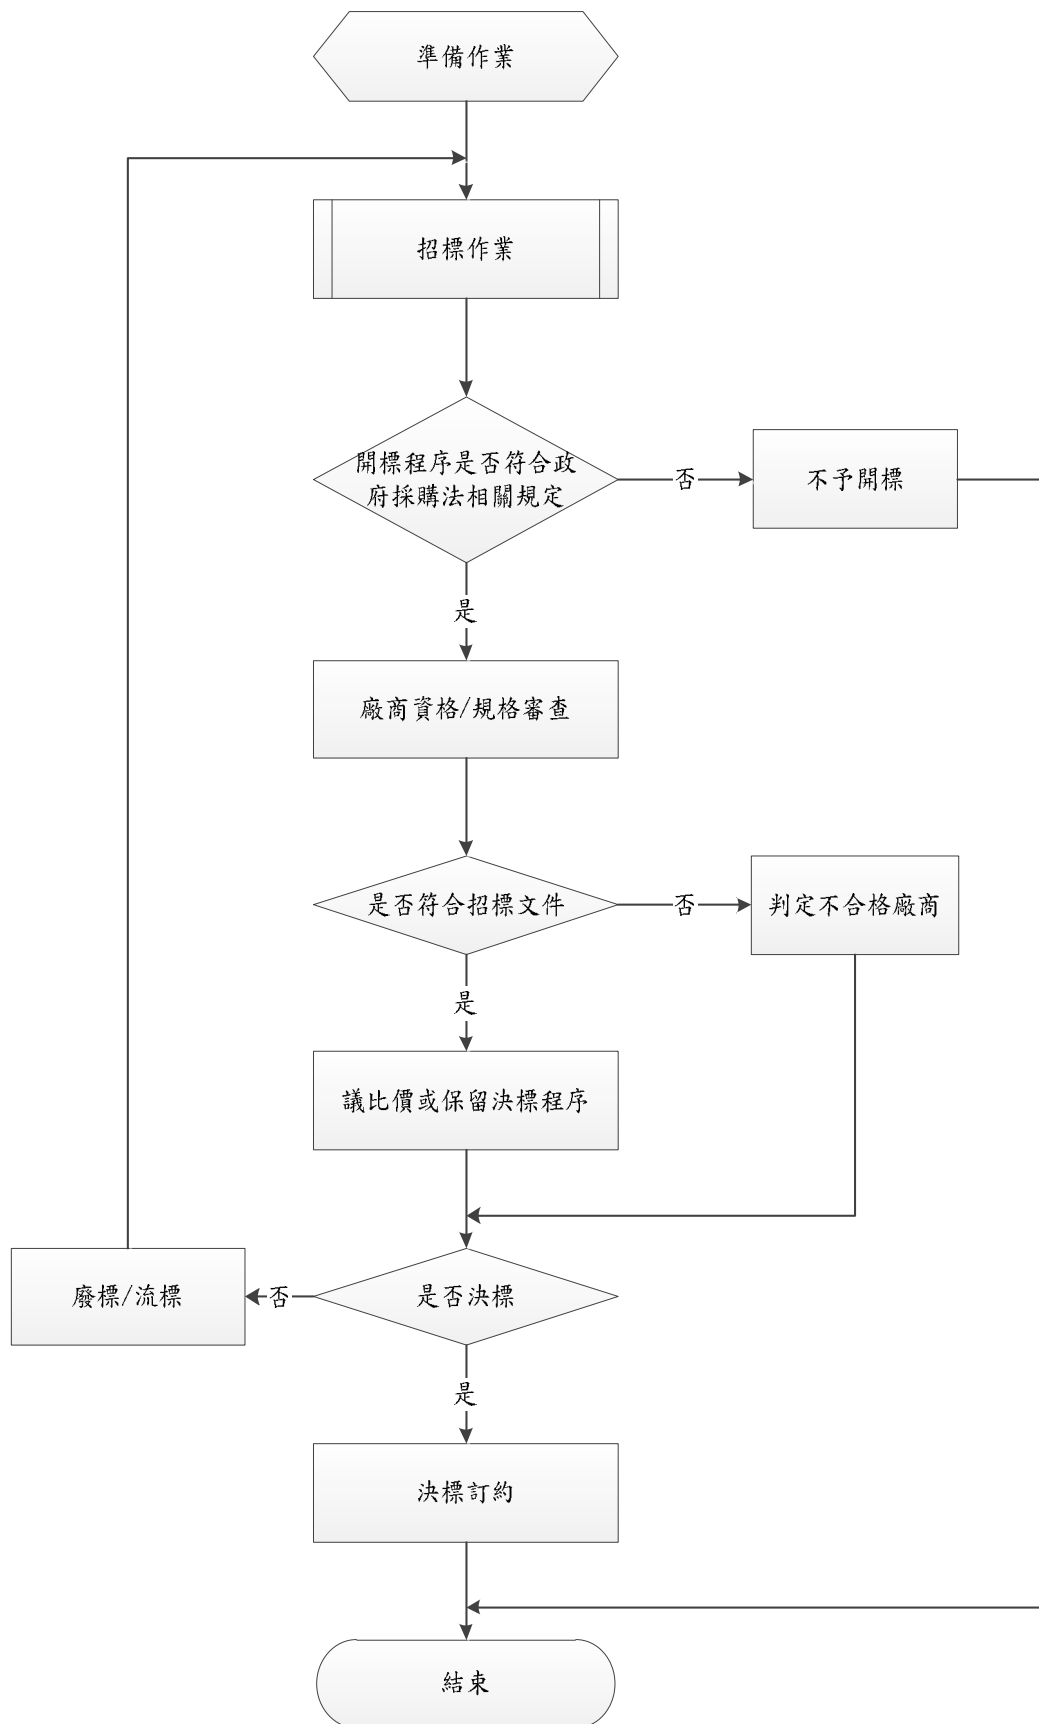 準備作業
招標作業
開標程序是否符合政
府採購法相關規定
否
不予開標
是
廠商資格/規格審查
是否符合招標文件
否
判定不合格廠商
是
議比價或保留決標程序
廢標/流標
否
是否決標
是
決標訂約
結束